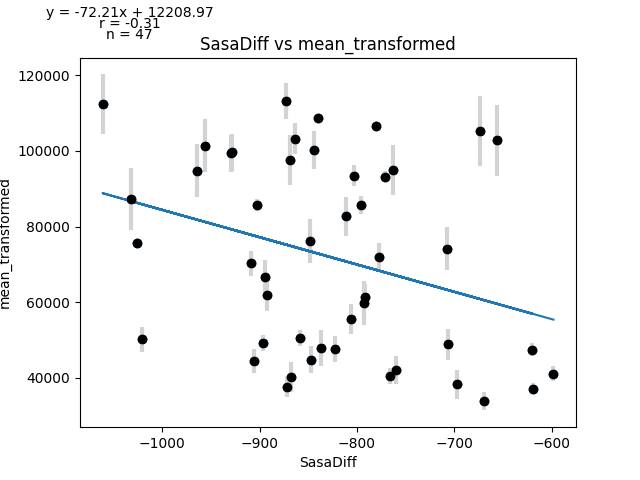 y = -72.21x + 12208.97
r = -0.31
n = 47
SasaDiff vs mean_transformed
120000
100000
80000
60000
40000
mean_transformed
−1000
−900
−800
−700
−600
SasaDiff